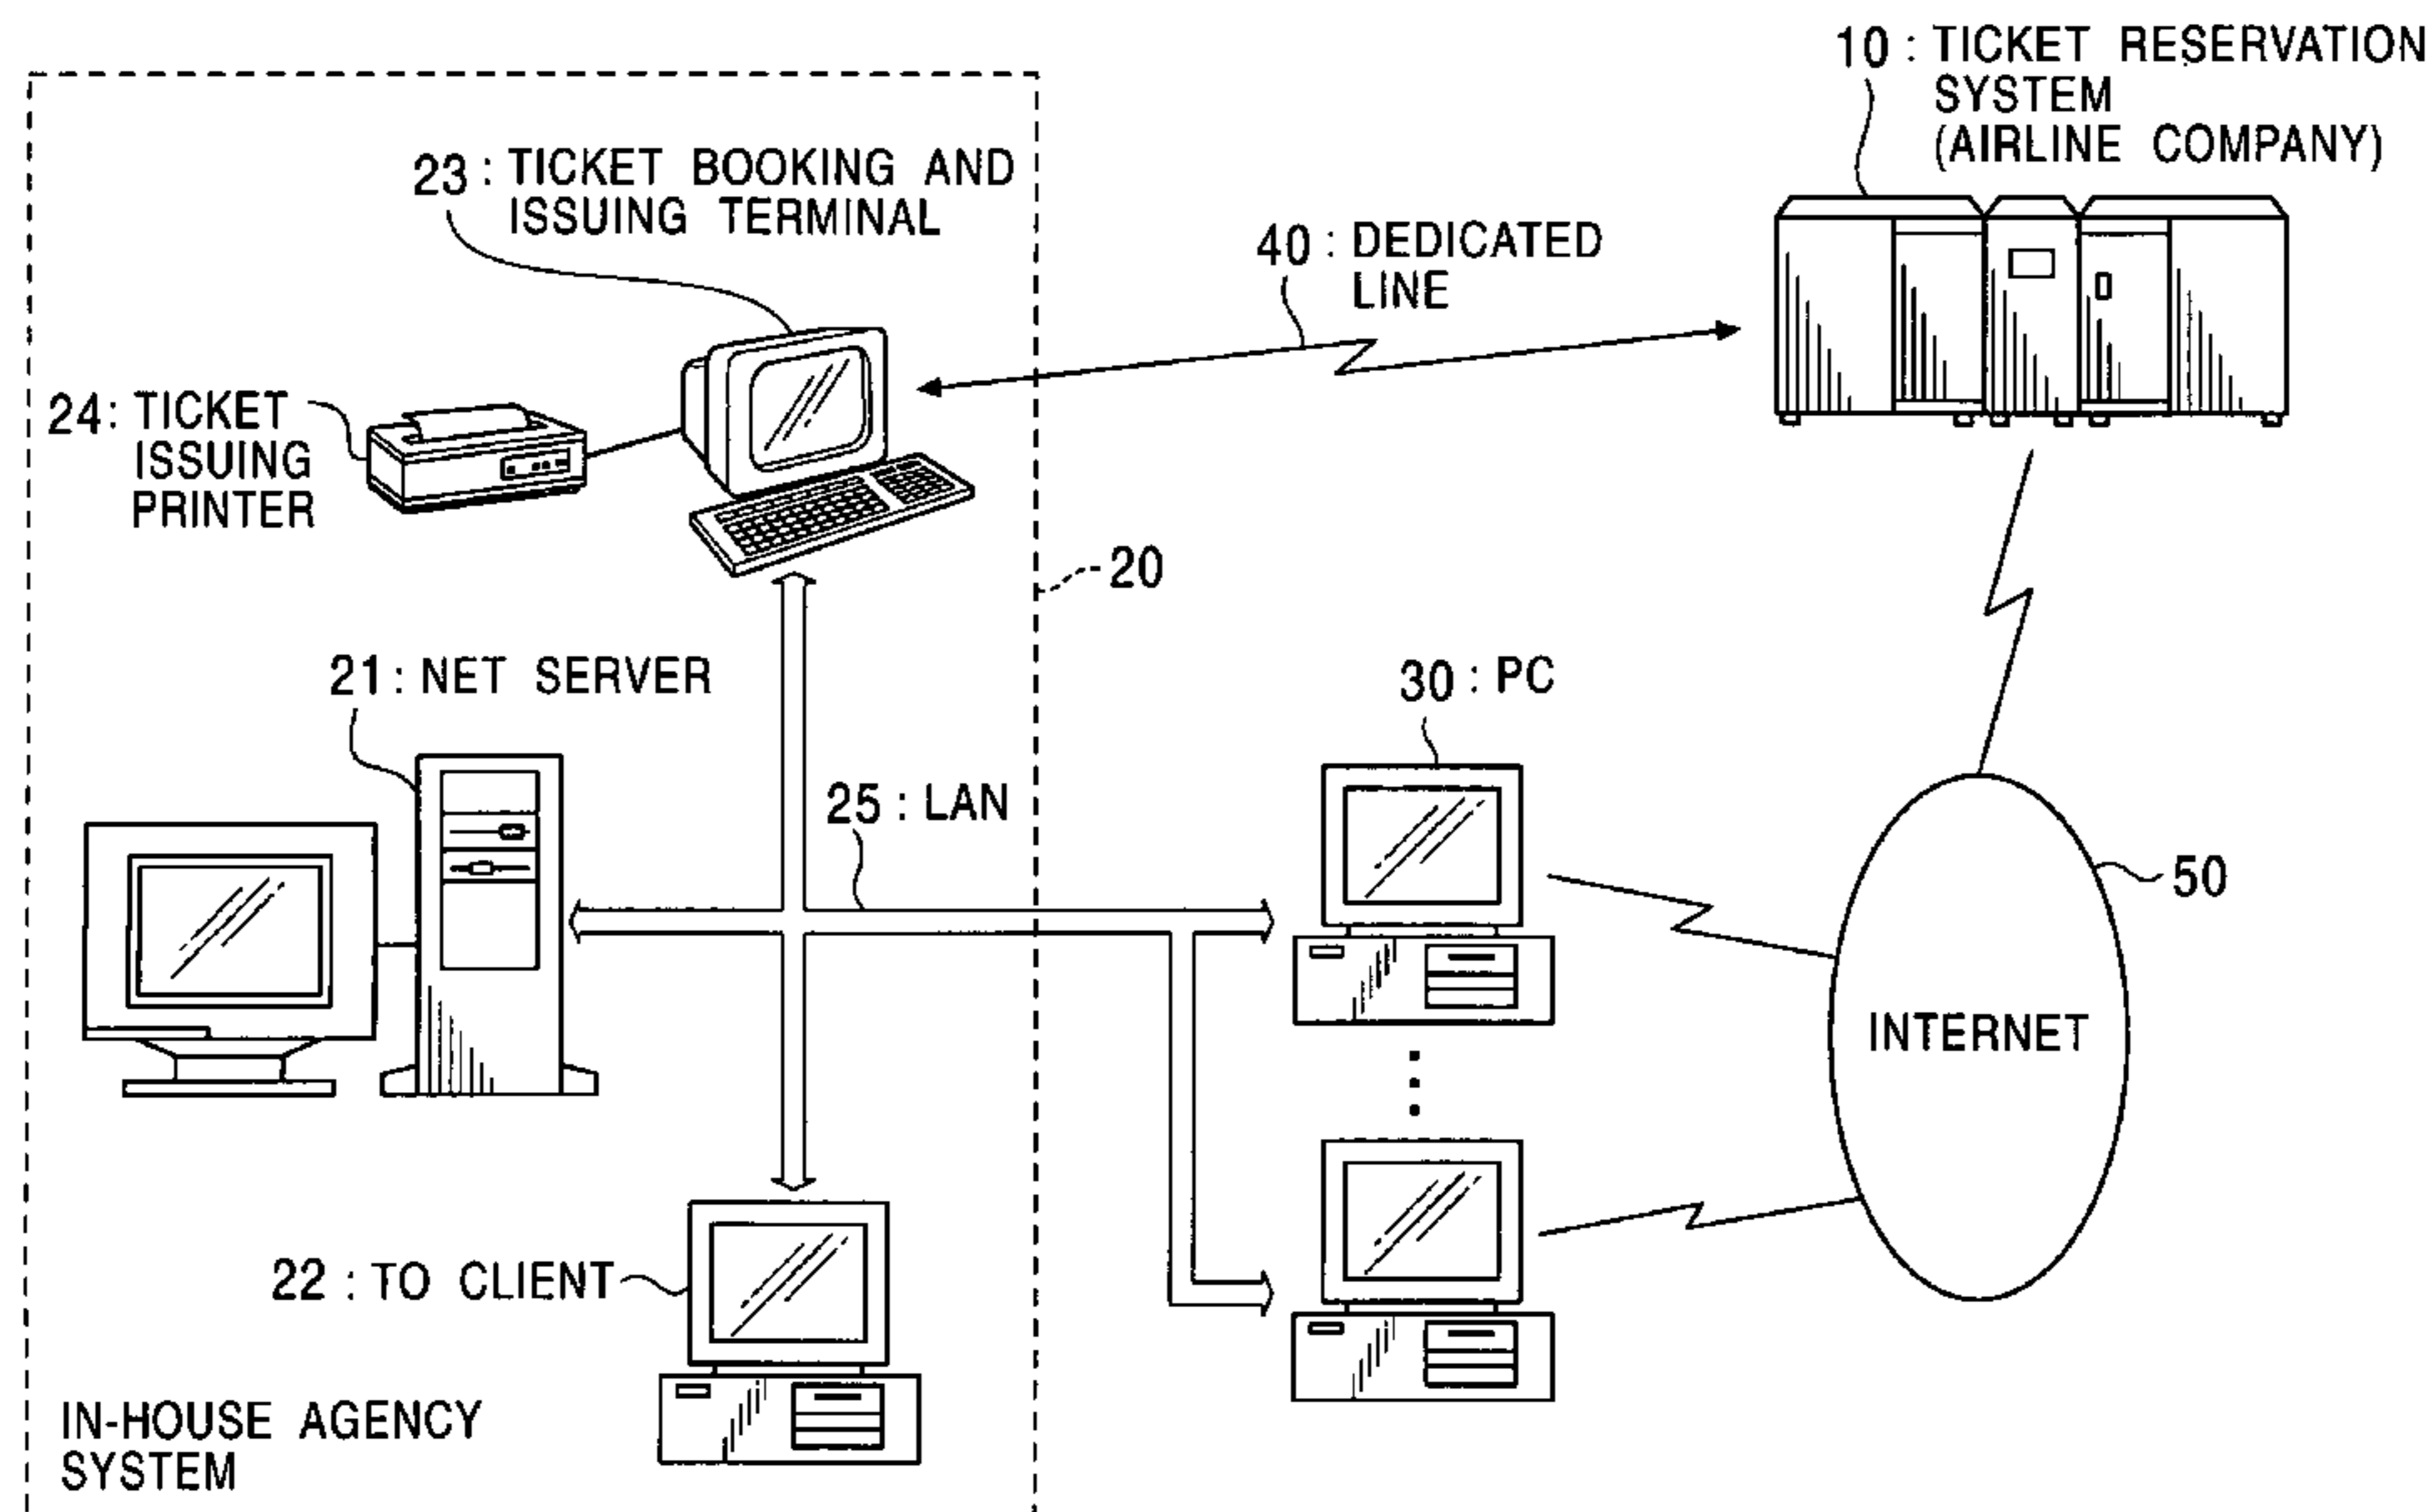 10 : TICKET RESERVATION
SYSTEM
(AIRLINE COMPANY)
23 : TICKET BOOKING AND
ISSUING TERMINAL
40 : DEDICATED
LINE
24 : TICKET
ISSUING
PRINTER
20
21 : NET SERVER
30 : PC
25 : LAN
50
INTERNET
22 : TO CLIENT
IN-HOUSE AGENCY
SYSTEM